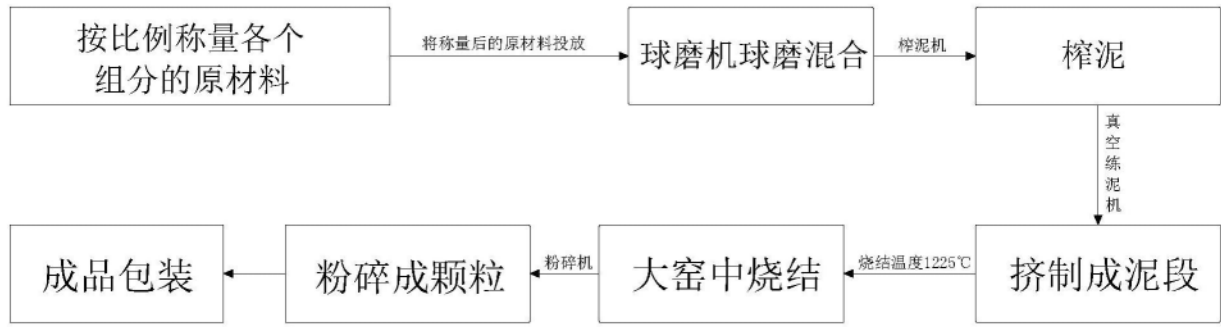 按比例称量各个
组分的原材料
将称量后的原材料投放
球磨机球磨混合
榨泥机
榨泥
真空练泥机
挤制成泥段
烧结温度1225℃
大窑中烧结
粉碎机
粉碎成颗粒
成品包装